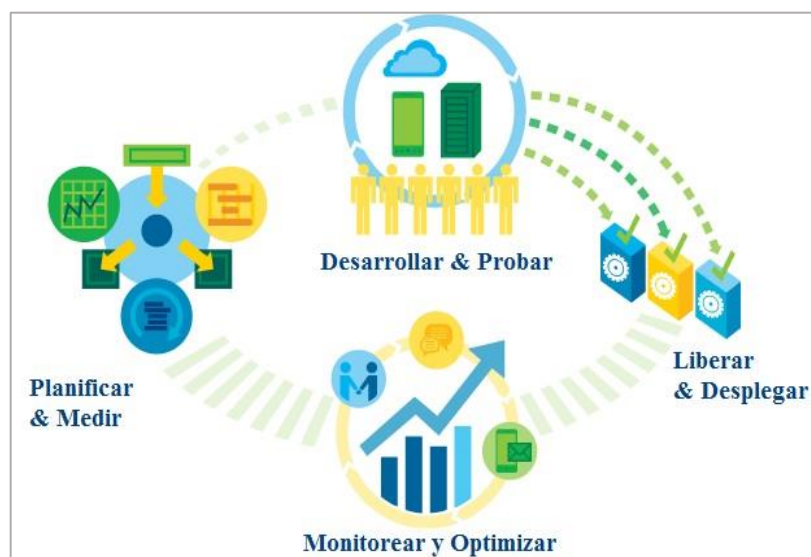 Desarrollar & Probar
Planificar
& Medir
Liberar
& Desplegar
Monitorear y Optimizar